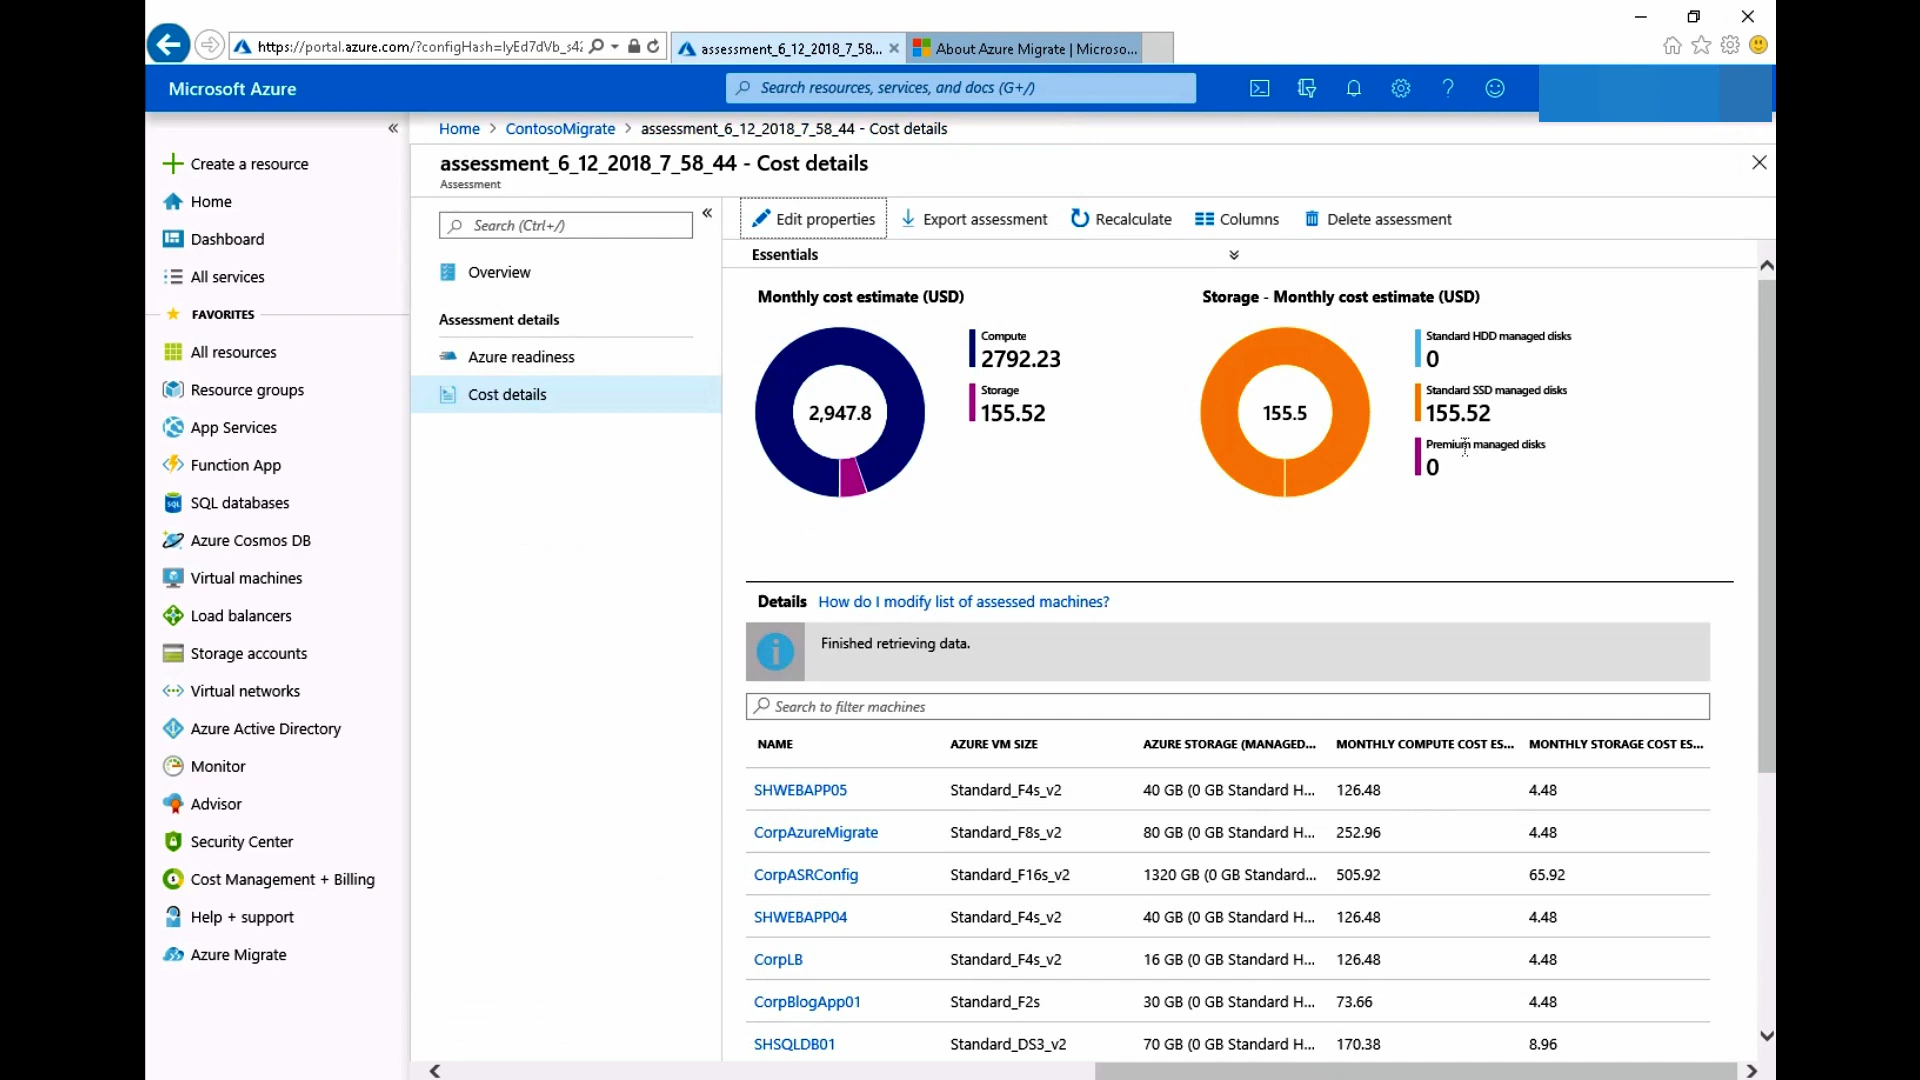 https://portal.azure.com/?configHash=lyEd7dVb_s42
assessment_6_12_2018_7_58...
About Azure Migrate | Microso...
Microsoft Azure
Search resources, services, and docs (G+/)
Home > ContosoMigrate > assessment_6_12_2018_7_58_44 - Cost details
assessment_6_12_2018_7_58_44 - Cost details
Assessment
Create a resource
Home
Dashboard
All services
FAVORITES
All resources
Resource groups
App Services
Function App
SQL databases
Azure Cosmos DB
Virtual machines
Load balancers
Storage accounts
Virtual networks
Azure Active Directory
Monitor
Advisor
Security Center
Cost Management + Billing
Help + support
Azure Migrate
Search (Ctrl+/)
Overview
Assessment details
Azure readiness
Cost details
Edit properties
Export assessment
Recalculate
Columns
Delete assessment
Essentials
Monthly cost estimate (USD)
2,947.8
Compute
2792.23
Storage
155.52
Storage - Monthly cost estimate (USD)
155.5
Standard HDD managed disks
0
Standard SSD managed disks
155.52
Premium managed disks
0
Details How do I modify list of assessed machines?
Finished retrieving data.
Search to filter machines
NAME AZURE VM SIZE AZURE STORAGE (MANAGED... MONTHLY COMPUTE COST ES... MONTHLY STORAGE COST ES...
SHWEBAPP05 Standard_F4s_v2 40 GB (0 GB Standard H... 126.48 4.48
CorpAzureMigrate Standard_F8s_v2 80 GB (0 GB Standard H... 252.96 4.48
CorpASRConfig Standard_F16s_v2 1320 GB (0 GB Standard... 505.92 65.92
SHWEBAPP04 Standard_F4s_v2 40 GB (0 GB Standard H... 126.48 4.48
CorpLB Standard_F4s_v2 16 GB (0 GB Standard H... 126.48 4.48
CorpBlogApp01 Standard_F2s 30 GB (0 GB Standard H... 73.66 4.48
SHSQLDB01 Standard_DS3_v2 70 GB (0 GB Standard H... 170.38 8.96